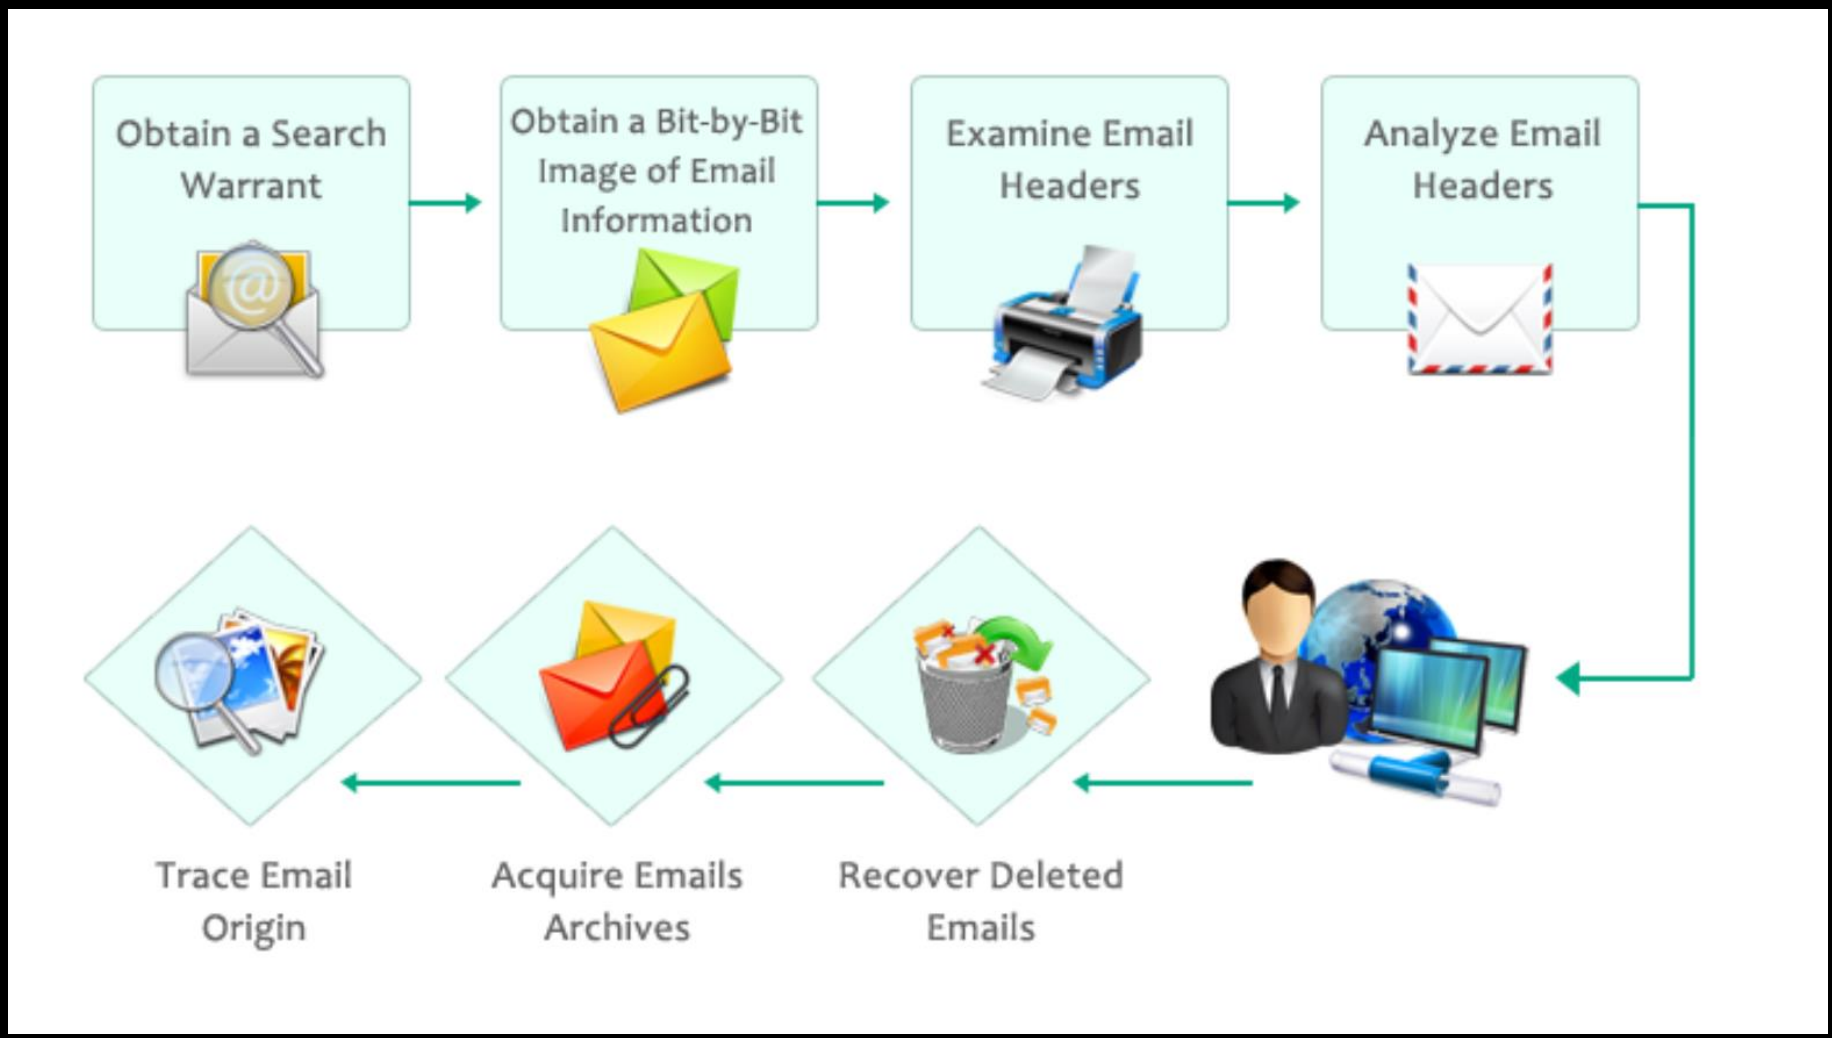 Obtain a Search
Warrant
Obtain a Bit-by-Bit
Image of Email
Information
Examine Email
Headers
Analyze Email
Headers
Trace Email
Origin
Acquire Emails
Archives
Recover Deleted
Emails